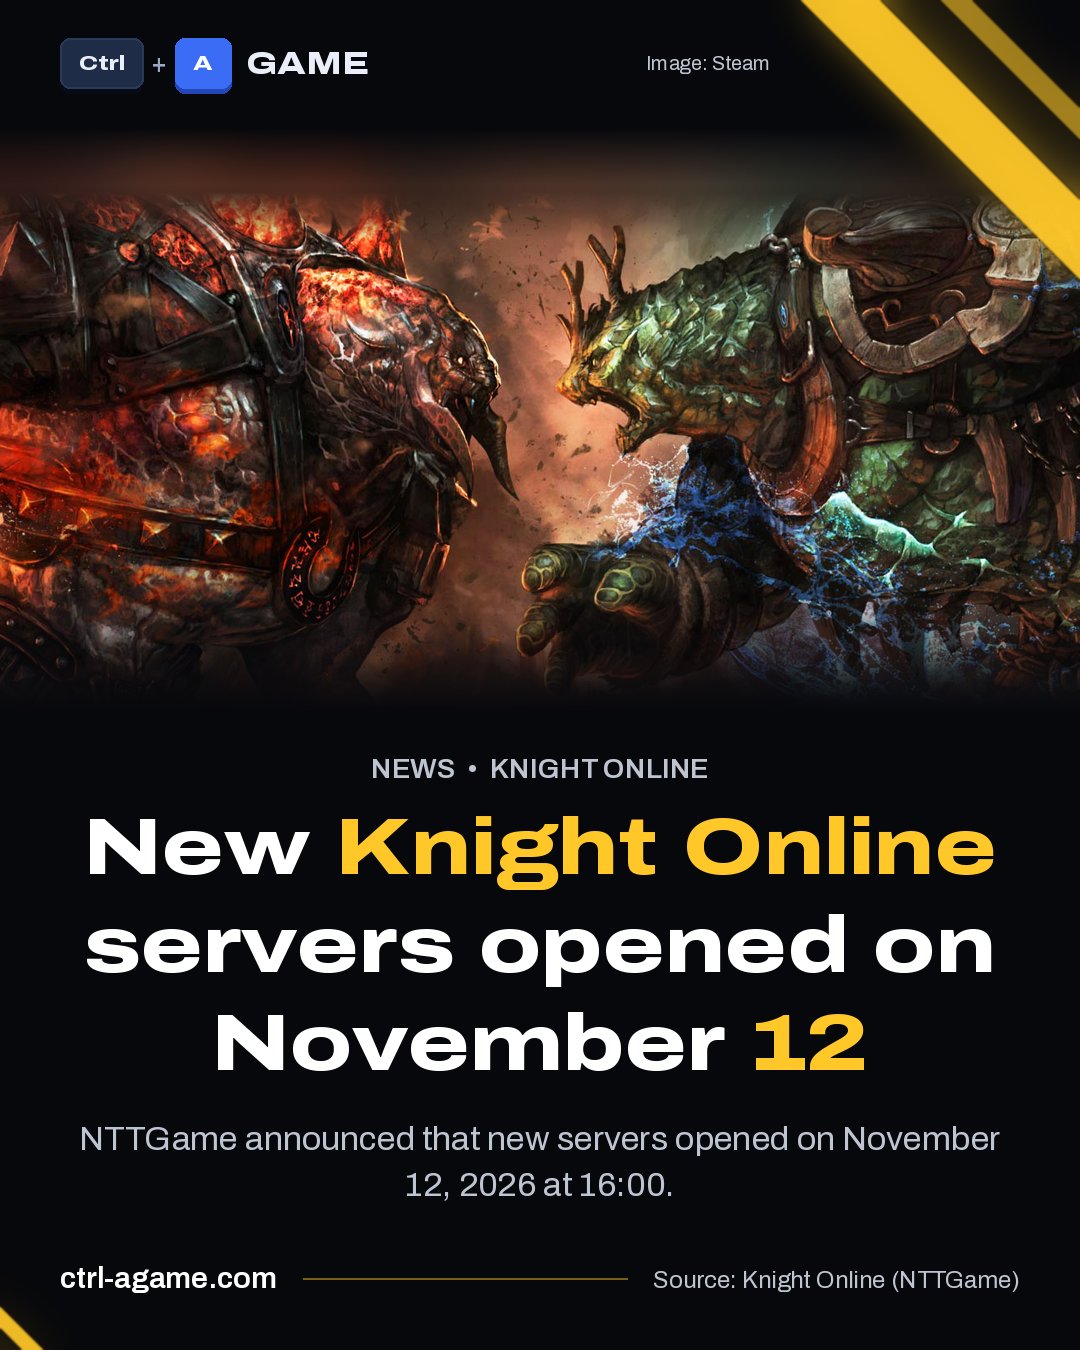 Ctrl + A GAME
Image: Steam
NEWS • KNIGHT ONLINE
New Knight Online
servers opened on
November 12
NTTGame announced that new servers opened on November
12, 2026 at 16:00.
ctrl-agame.com
Source: Knight Online (NTTGame)